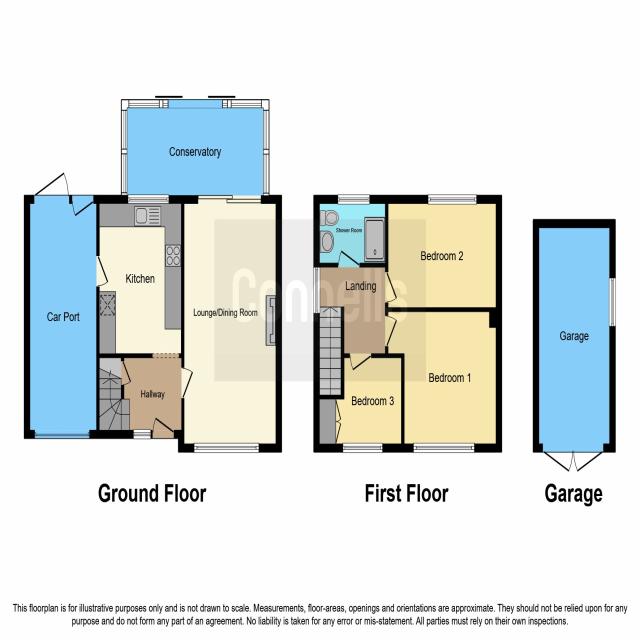 Conservatory
Car Port
Kitchen
Lounge/Dining Room
Hallway
Shower Room
Bedroom 2
Landing
Bedroom 1
Bedroom 3
Garage
Connells
Ground Floor
First Floor
Garage
This floorplan is for illustrative purposes only and is not drawn to scale. Measurements, floor-areas, openings and orientations are approximate. They should not be relied upon for any
purpose and do not form any part of an agreement. No liability is taken for any error or mis-statement. All parties must rely on their own inspections.